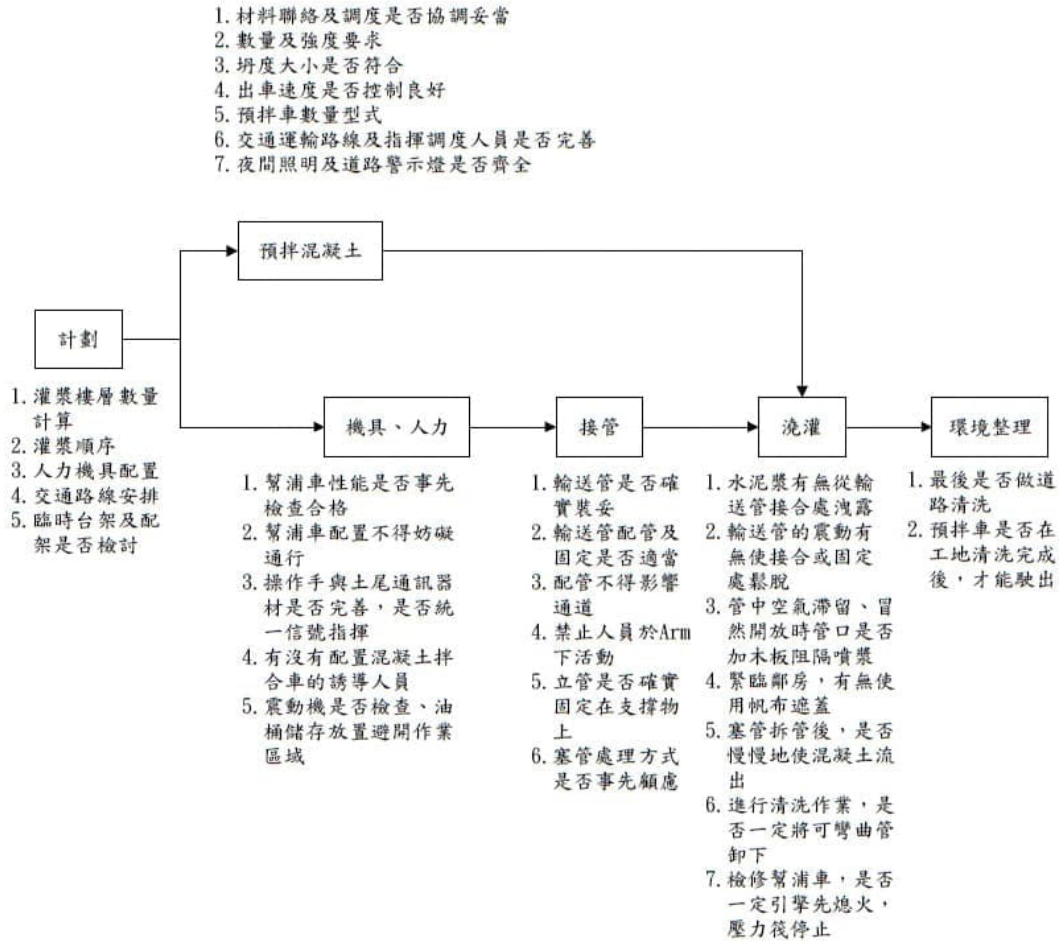 1. 材料聯絡及調度是否協調妥當
2. 數量及強度要求
3. 坍度大小是否符合
4. 出車速度是否控制良好
5. 預拌車數量型式
6. 交通運輸路線及指揮調度人員是否完善
7. 夜間照明及道路警示燈是否齊全
預拌混凝土
計劃
1. 灌漿樓層數量
計算
2. 灌漿順序
3. 人力機具配置
4. 交通路線安排
5. 臨時台架及配
架是否檢討
機具、人力
1. 幫浦車性能是否事先
檢查合格
2. 幫浦車配置不得妨礙
通行
3. 操作手與土尾通訊器
材是否完善，是否統
一信號指揮
4. 有沒有配置混凝土拌
合車的誘導人員
5. 震動機是否檢查、油
桶儲存放置避開作業
區域
接管
1. 輸送管是否確
實裝妥
2. 輸送管配管及
固定是否適當
3. 配管不得影響
通道
4. 禁止人員於Arm
下活動
5. 立管是否確實
固定在支撐物
上
6. 塞管處理方式
是否事先顧慮
澆灌
1. 水泥漿有無從輸
送管接合處洩露
2. 輸送管的震動有
無使接合或固定
處鬆脫
3. 管中空氣滯留、冒
然開放時管口是否
加木板阻隔噴漿
4. 緊臨鄰房，有無使
用帆布遮蓋
5. 塞管拆管後，是否
慢慢地使混凝土流
出
6. 進行清洗作業，是
否一定將可彎曲管
卸下
7. 檢修幫浦車，是否
一定引擎先熄火，
壓力筏停止
環境整理
1. 最後是否做道
路清洗
2. 預拌車是否在
工地清洗完成
後，才能駛出